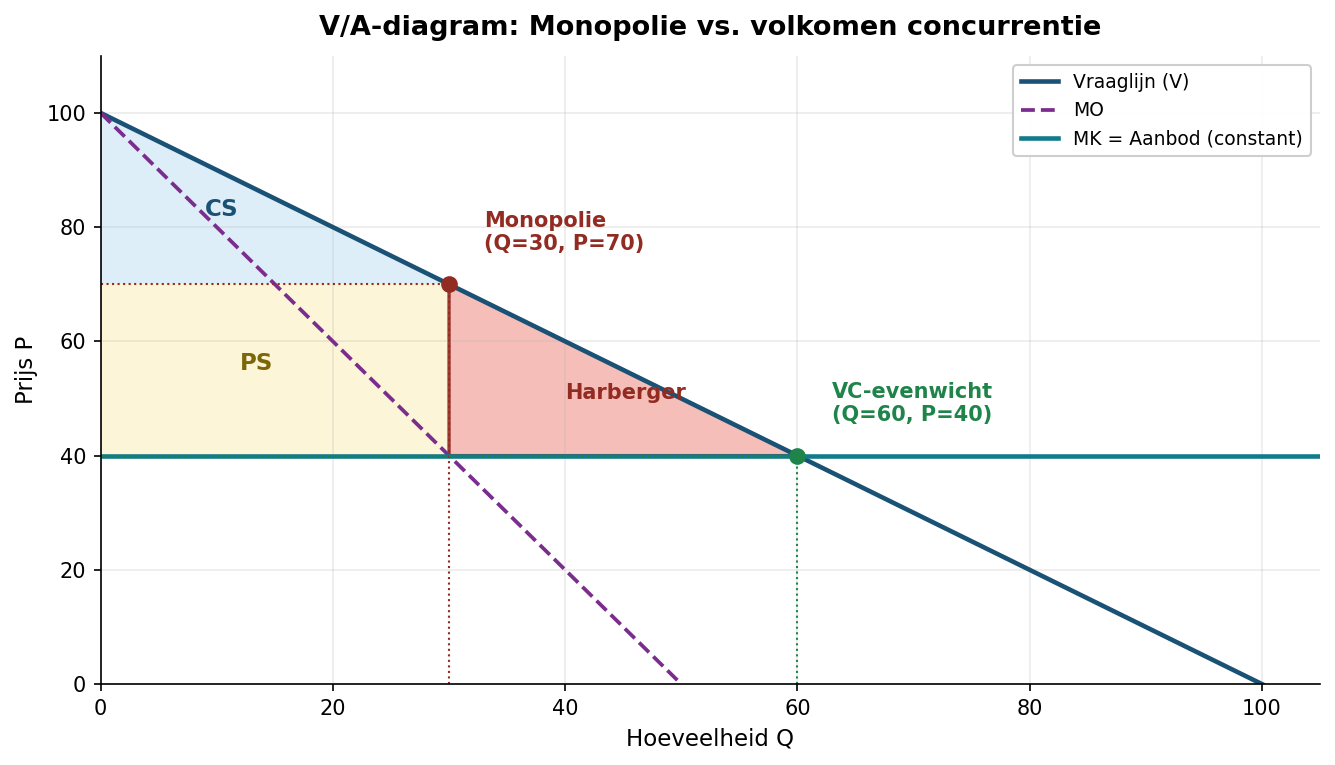 V/A-diagram: Monopolie vs. volkomen concurrentie
Vraaglijn (V)
MO
MK = Aanbod (constant)
Prijs P
100
80
60
40
20
0
CS
PS
Monopolie
(Q=30, P=70)
Harberger
VC-evenwicht
(Q=60, P=40)
0
20
40
60
80
100
Hoeveelheid Q